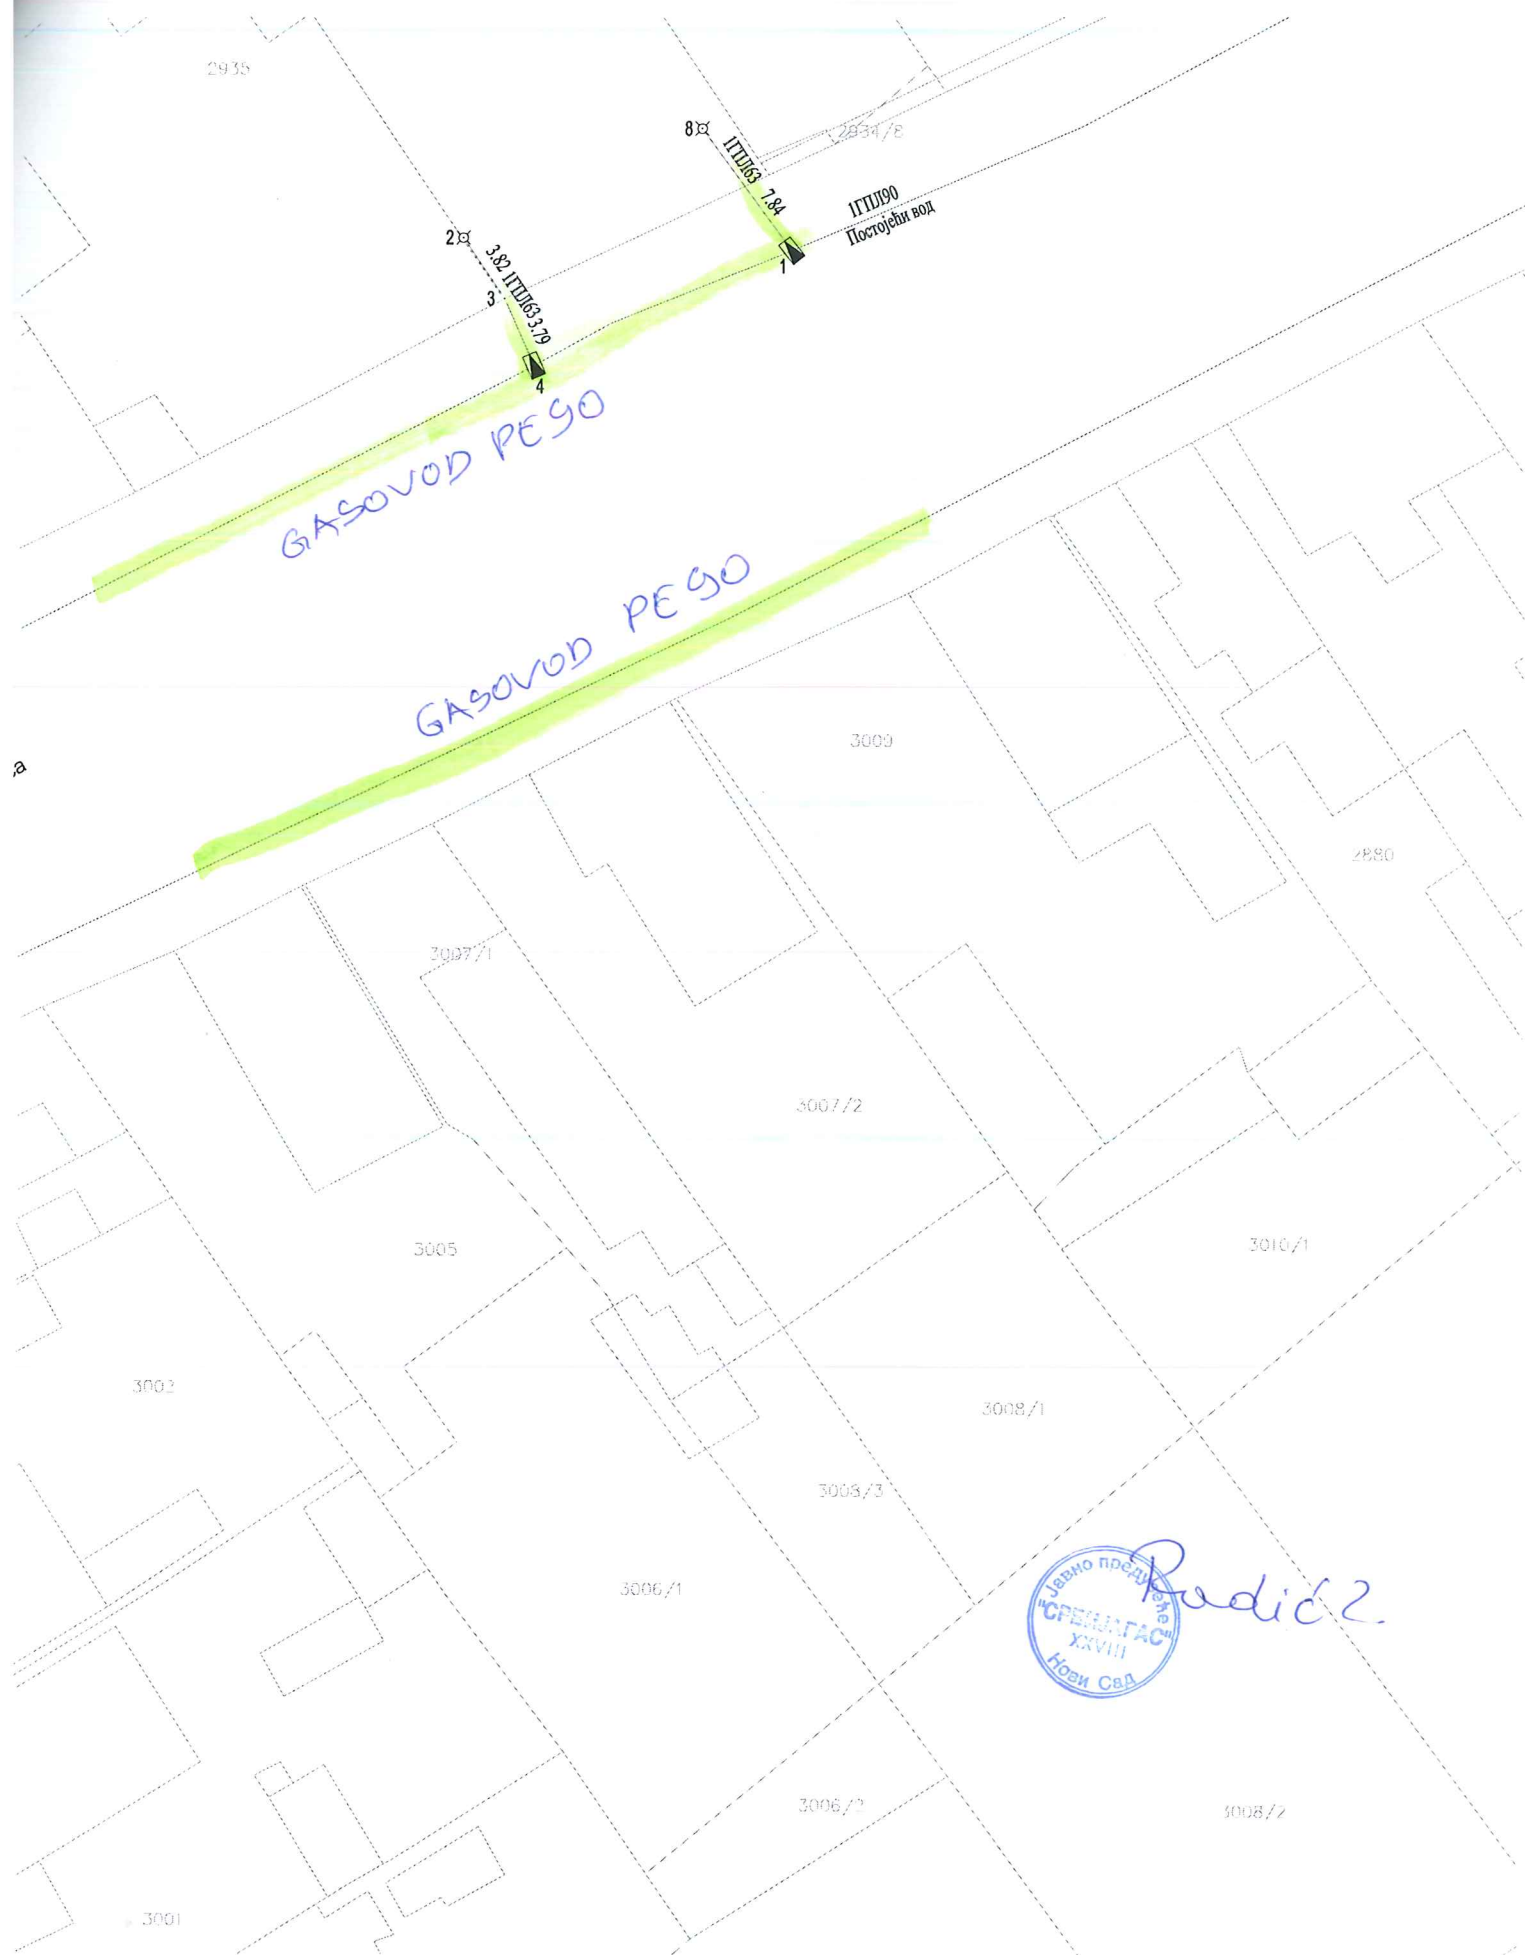 2935
2934/8
8
1ГПЛ63 7.84
1ГПЛ90
Постојећи вод
1
2
3.82 1ГПЛ63 3.79
3
4
GASOVOD PE90
GASOVOD PE90
3009
2880
3007/1
3007/2
3005
3010/1
3008/1
3008/3
3006/1
Јавно предузеће
"СРБИЈАГАС"
XXVIII
Нови Сад
Radić Z
3006/2
3008/2
3001